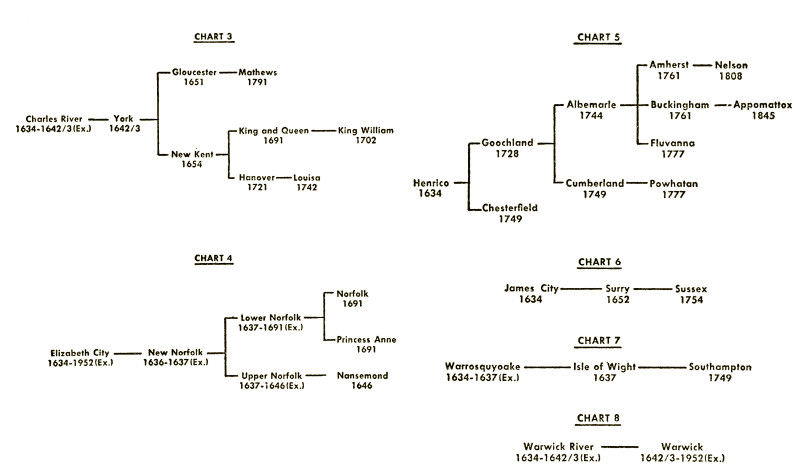 CHART 3
Gloucester
1651
Mathews
1791
Charles River
1634-1642/3(Ex.)
York
1642/3
King and Queen
1691
King William
1702
New Kent
1654
Hanover
1721
Louisa
1742
CHART 4
Norfolk
1691
Lower Norfolk
1637-1691(Ex.)
Princess Anne
1691
Elizabeth City
1634-1952(Ex.)
New Norfolk
1636-1637(Ex.)
Upper Norfolk
1637-1646(Ex.)
Nansemond
1646
CHART 5
Amherst
1761
Nelson
1808
Albemarle
1744
Buckingham
1761
Appomattox
1845
Goochland
1728
Fluvanna
1777
Henrico
1634
Cumberland
1749
Powhatan
1777
Chesterfield
1749
CHART 6
James City
1634
Surry
1652
Sussex
1754
CHART 7
Warrosquyoake
1634-1637(Ex.)
Isle of Wight
1637
Southampton
1749
CHART 8
Warwick River
1634-1642/3(Ex.)
Warwick
1642/3-1952(Ex.)